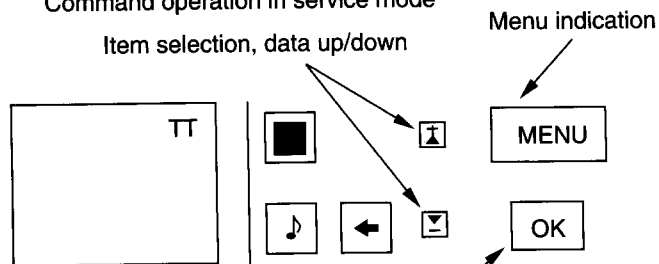 Command operation in service mode
Menu indication
Item selection, data up/down
TT
MENU
OK